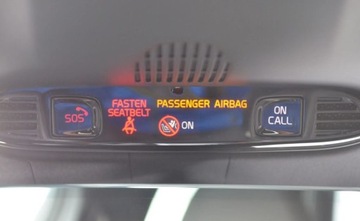 FASTEN
SEATBELT
PASSENGER AIRBAG
SOS
ON
ON
CALL